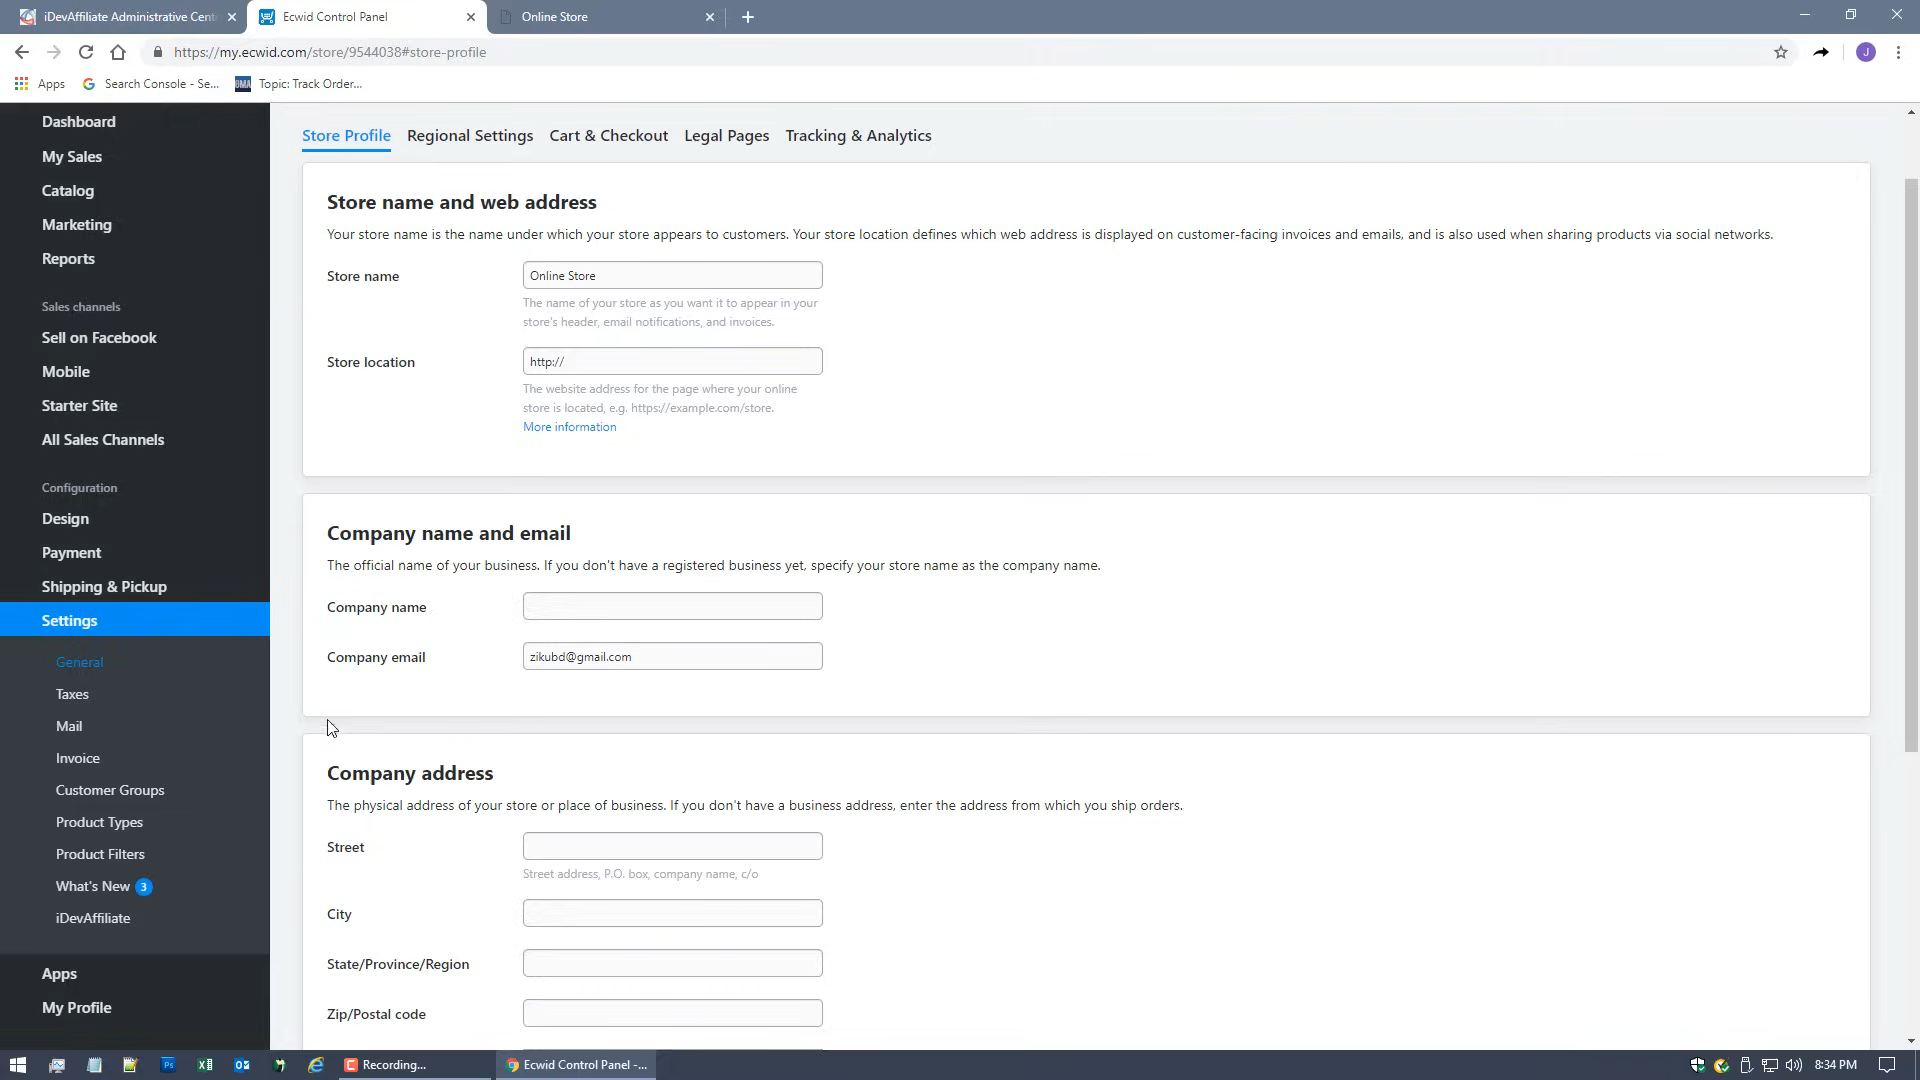 iDevAffiliate Administrative Cent
Ecwid Control Panel
Online Store
https://my.ecwid.com/store/9544038#store-profile
J
Apps
Search Console - Se...
Topic: Track Order...
Dashboard
My Sales
Catalog
Marketing
Reports
Sales channels
Sell on Facebook
Mobile
Starter Site
All Sales Channels
Configuration
Design
Payment
Shipping & Pickup
Settings
General
Taxes
Mail
Invoice
Customer Groups
Product Types
Product Filters
What's New 3
iDevAffiliate
Apps
My Profile
Store Profile Regional Settings Cart & Checkout Legal Pages Tracking & Analytics
Store name and web address
Your store name is the name under which your store appears to customers. Your store location defines which web address is displayed on customer-facing invoices and emails, and is also used when sharing products via social networks.
Store name
Online Store
The name of your store as you want it to appear in your
store's header, email notifications, and invoices.
Store location
http://
The website address for the page where your online
store is located, e.g. https://example.com/store.
More information
Company name and email
The official name of your business. If you don't have a registered business yet, specify your store name as the company name.
Company name
Company email
zikubd@gmail.com
Company address
The physical address of your store or place of business. If you don't have a business address, enter the address from which you ship orders.
Street
Street address, P.O. box, company name, c/o
City
State/Province/Region
Zip/Postal code
Ps
Recording...
Ecwid Control Panel -...
8:34 PM